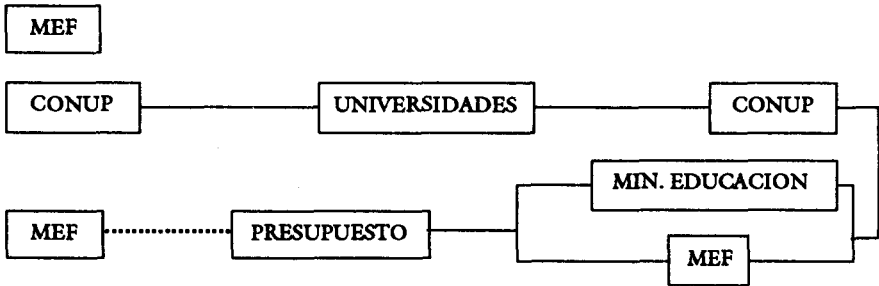 MEF
CONUP UNIVERSIDADES CONUP
MIN. EDUCACION
MEF PRESUPUESTO
MEF